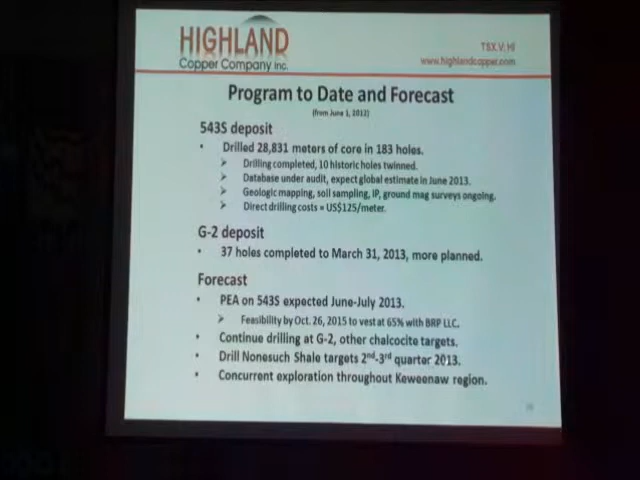 HIGHLAND
Copper Company Inc.
TSX.V: HI
www.highlandcopper.com
Program to Date and Forecast
(from June 1, 2012)
543S deposit
• Drilled 28,831 meters of core in 183 holes.
➢ Drilling completed, 10 historic holes twinned.
➢ Database under audit, expect global estimate in June 2013.
➢ Geologic mapping, soil sampling, IP, ground mag surveys ongoing.
➢ Direct drilling costs = US$125/meter.
G-2 deposit
• 37 holes completed to March 31, 2013, more planned.
Forecast
• PEA on 543S expected June-July 2013.
➢ Feasibility by Oct. 26, 2015 to vest at 65% with BRP LLC.
• Continue drilling at G-2, other chalcocite targets.
• Drill Nonesuch Shale targets 2nd-3rd quarter 2013.
• Concurrent exploration throughout Keweenaw region.